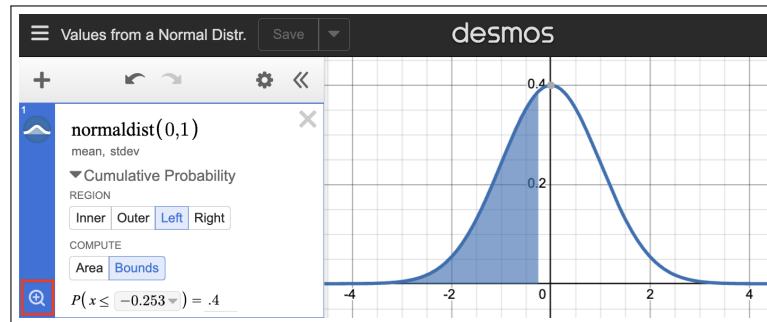 Values from a Normal Distr. Save desmos
1
normaldist(0,1)
mean, stdev
Cumulative Probability
REGION
Inner Outer Left Right
COMPUTE
Area Bounds
P(x ≤ −0.253) = .4
0.4
0.2
-4 -2 0 2 4